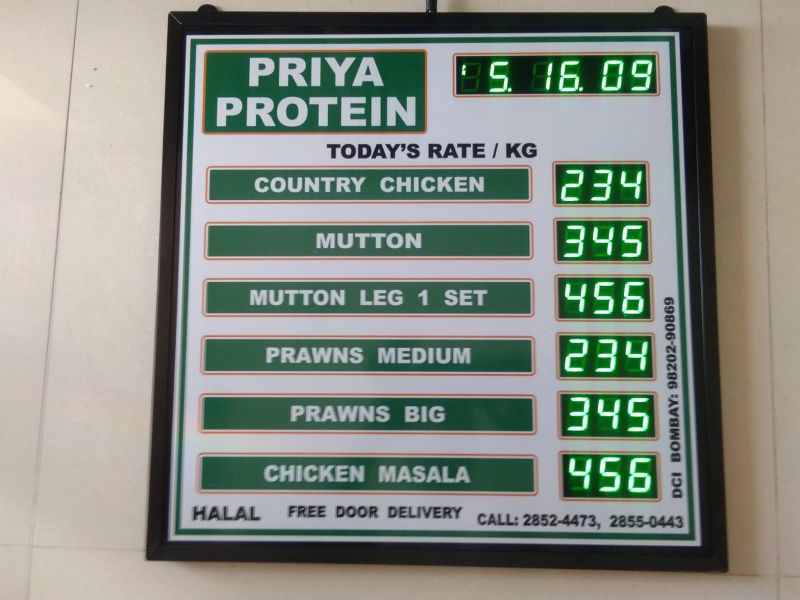 PRIYA
PROTEIN
'5. 16. 09
TODAY'S RATE / KG
COUNTRY CHICKEN 234
MUTTON 345
MUTTON LEG 1 SET 456
PRAWNS MEDIUM 234
PRAWNS BIG 345
CHICKEN MASALA 456
DCI BOMBAY: 98202-90869
HALAL FREE DOOR DELIVERY CALL: 2852-4473, 2855-0443